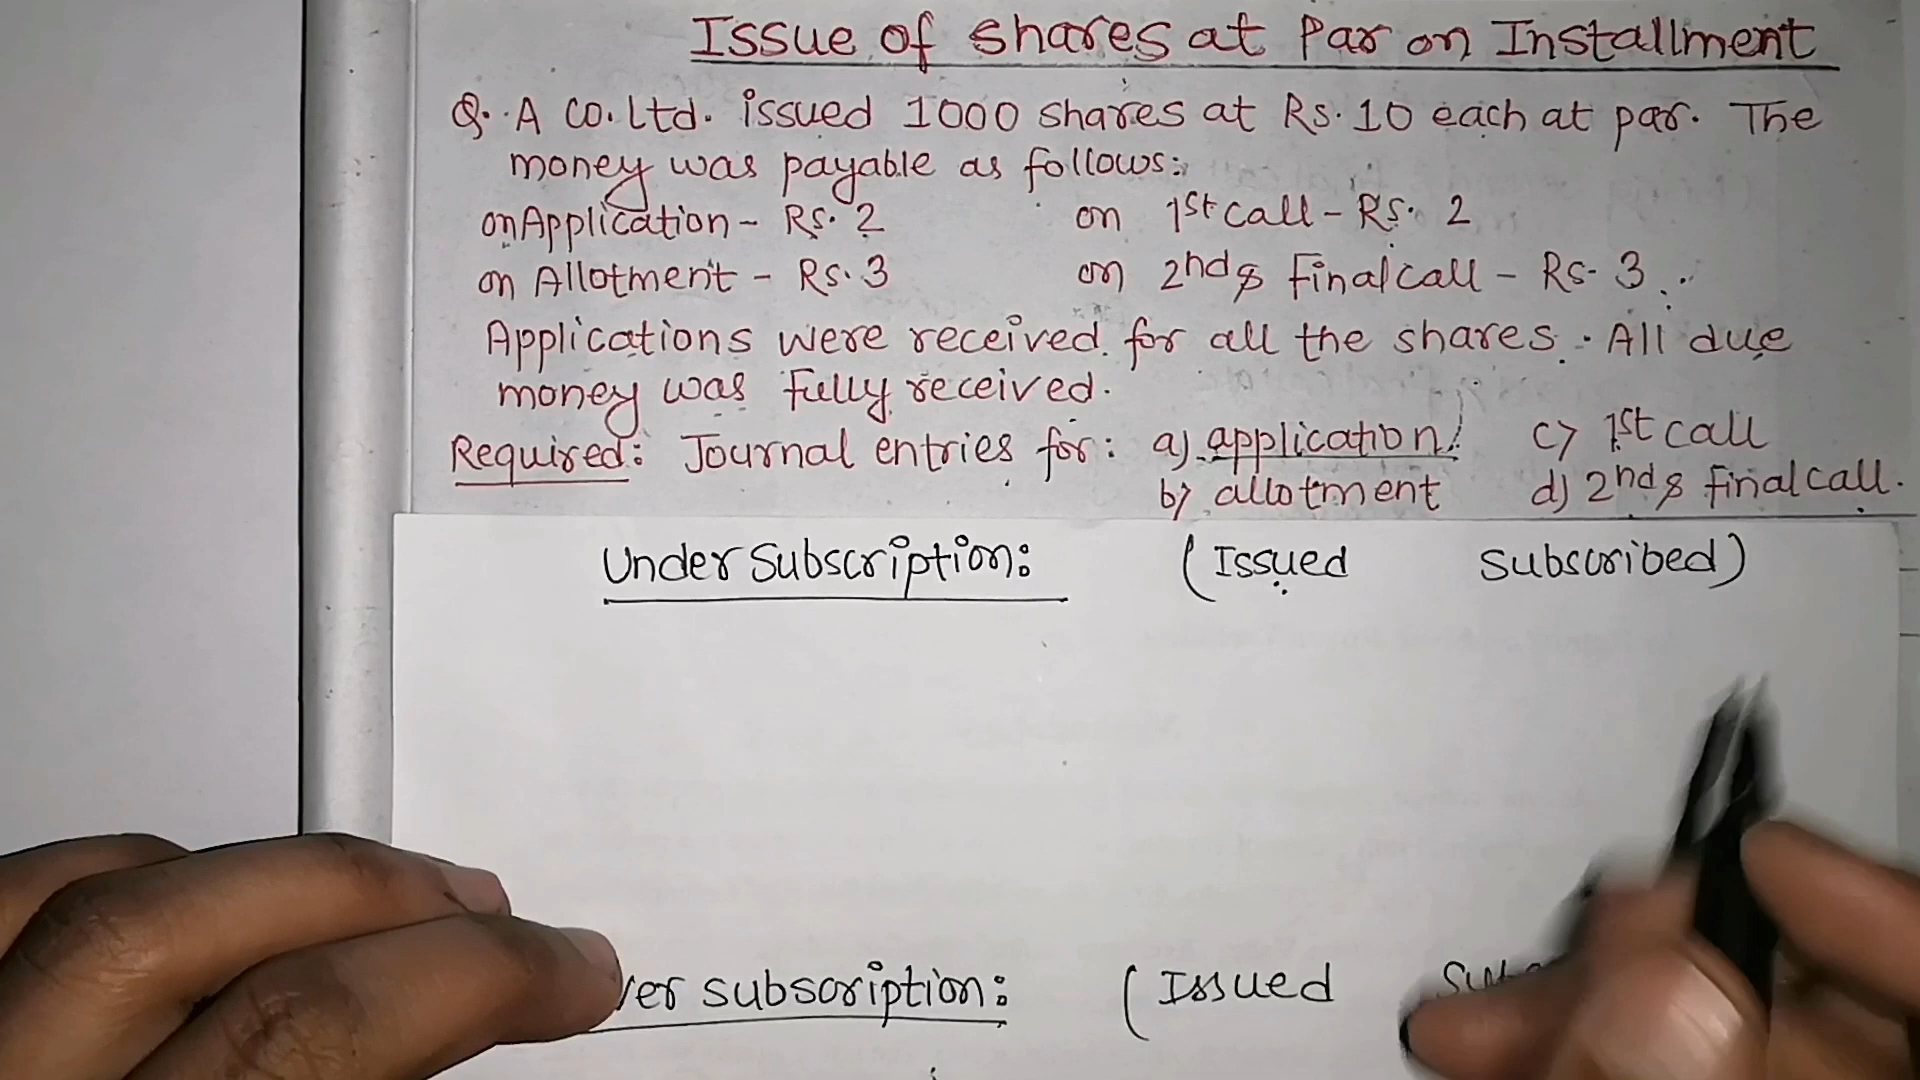 Issue of shares at Par on Installment
Q. A Co. Ltd. issued 1000 shares at Rs. 10 each at par. The
money was payable as follows:
on Application - Rs. 2 on 1st call - Rs. 2
on Allotment - Rs. 3 on 2nd & Final call - Rs. 3
Applications were received for all the shares. All due
money was fully received.
Required: Journal entries for: a) application c) 1st call
b) allotment d) 2nd & final call.
Under Subscription: (Issued Subscribed)
subscription: (Issued